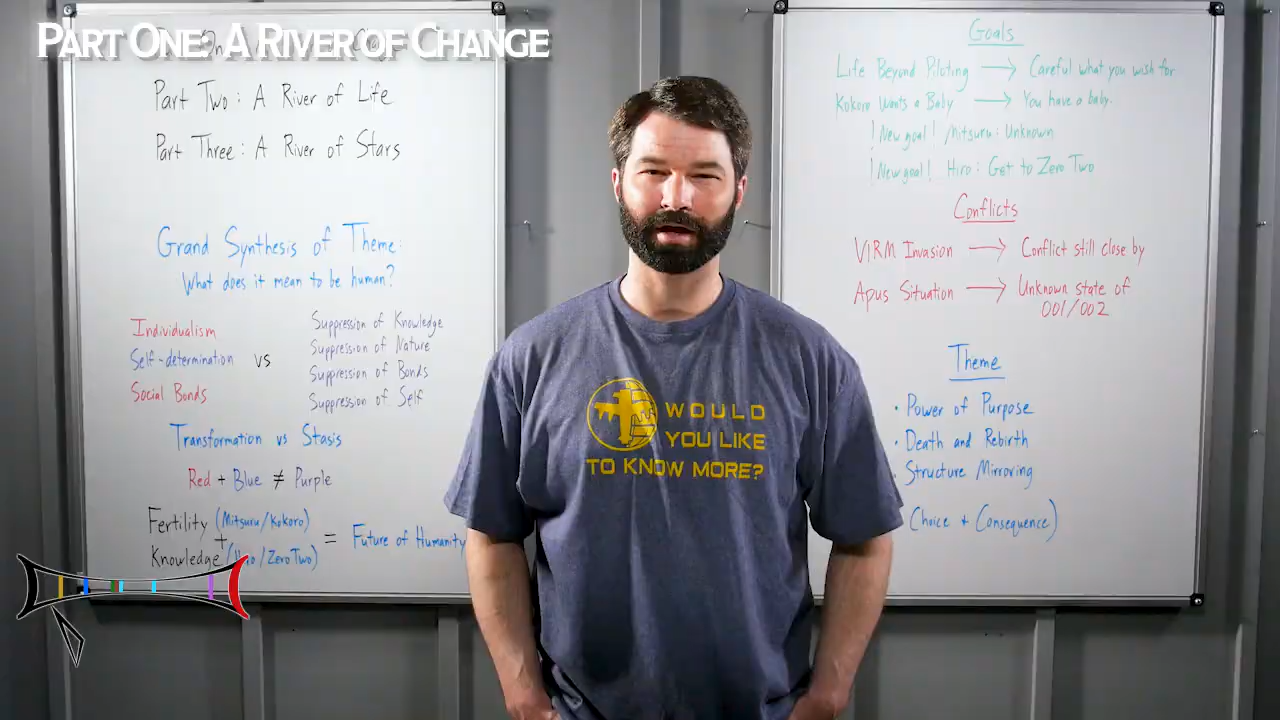 PART ONE: A RIVER OF CHANGE
Part Two: A River of Life
Part Three: A River of Stars
Grand Synthesis of Theme:
What does it mean to be human?
Individualism
Self-determination
Social Bonds
vs
Suppression of Knowledge
Suppression of Nature
Suppression of Bonds
Suppression of Self
Transformation vs Stasis
Red + Blue ≠ Purple
Fertility (Mitsuru/Kokoro)
+
Knowledge (Hiro/Zero Two)
= Future of Humanity
WOULD
YOU LIKE
TO KNOW MORE?
Goals
Life Beyond Piloting → Careful what you wish for
Kokoro Wants a Baby → You have a baby.
! New goal! Mitsuru: Unknown
! New goal! Hiro: Get to Zero Two
Conflicts
VIRM Invasion → Conflict still close by
Apus Situation → Unknown state of
001/002
Theme
• Power of Purpose
• Death and Rebirth
• Structure Mirroring
(Choice + Consequence)